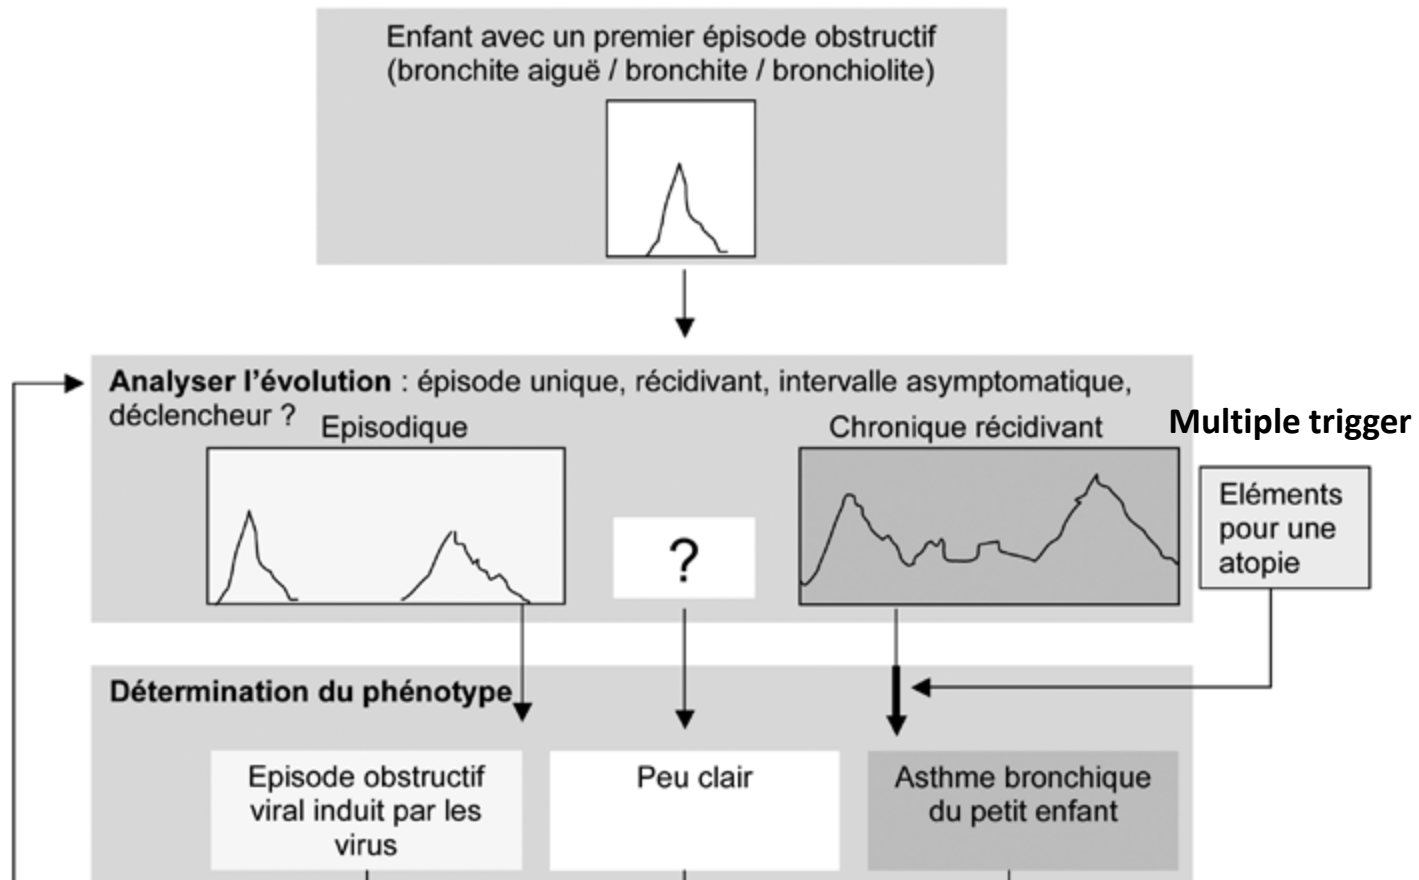 Enfant avec un premier épisode obstructif
(bronchite aiguë / bronchite / bronchiolite)
Analyser l’évolution : épisode unique, récidivant, intervalle asymptomatique,
déclencheur ?
Episodique
Chronique récidivant
Multiple trigger
?
Eléments
pour une
atopie
Détermination du phénotype
Episode obstructif
viral induit par les
virus
Peu clair
Asthme bronchique
du petit enfant